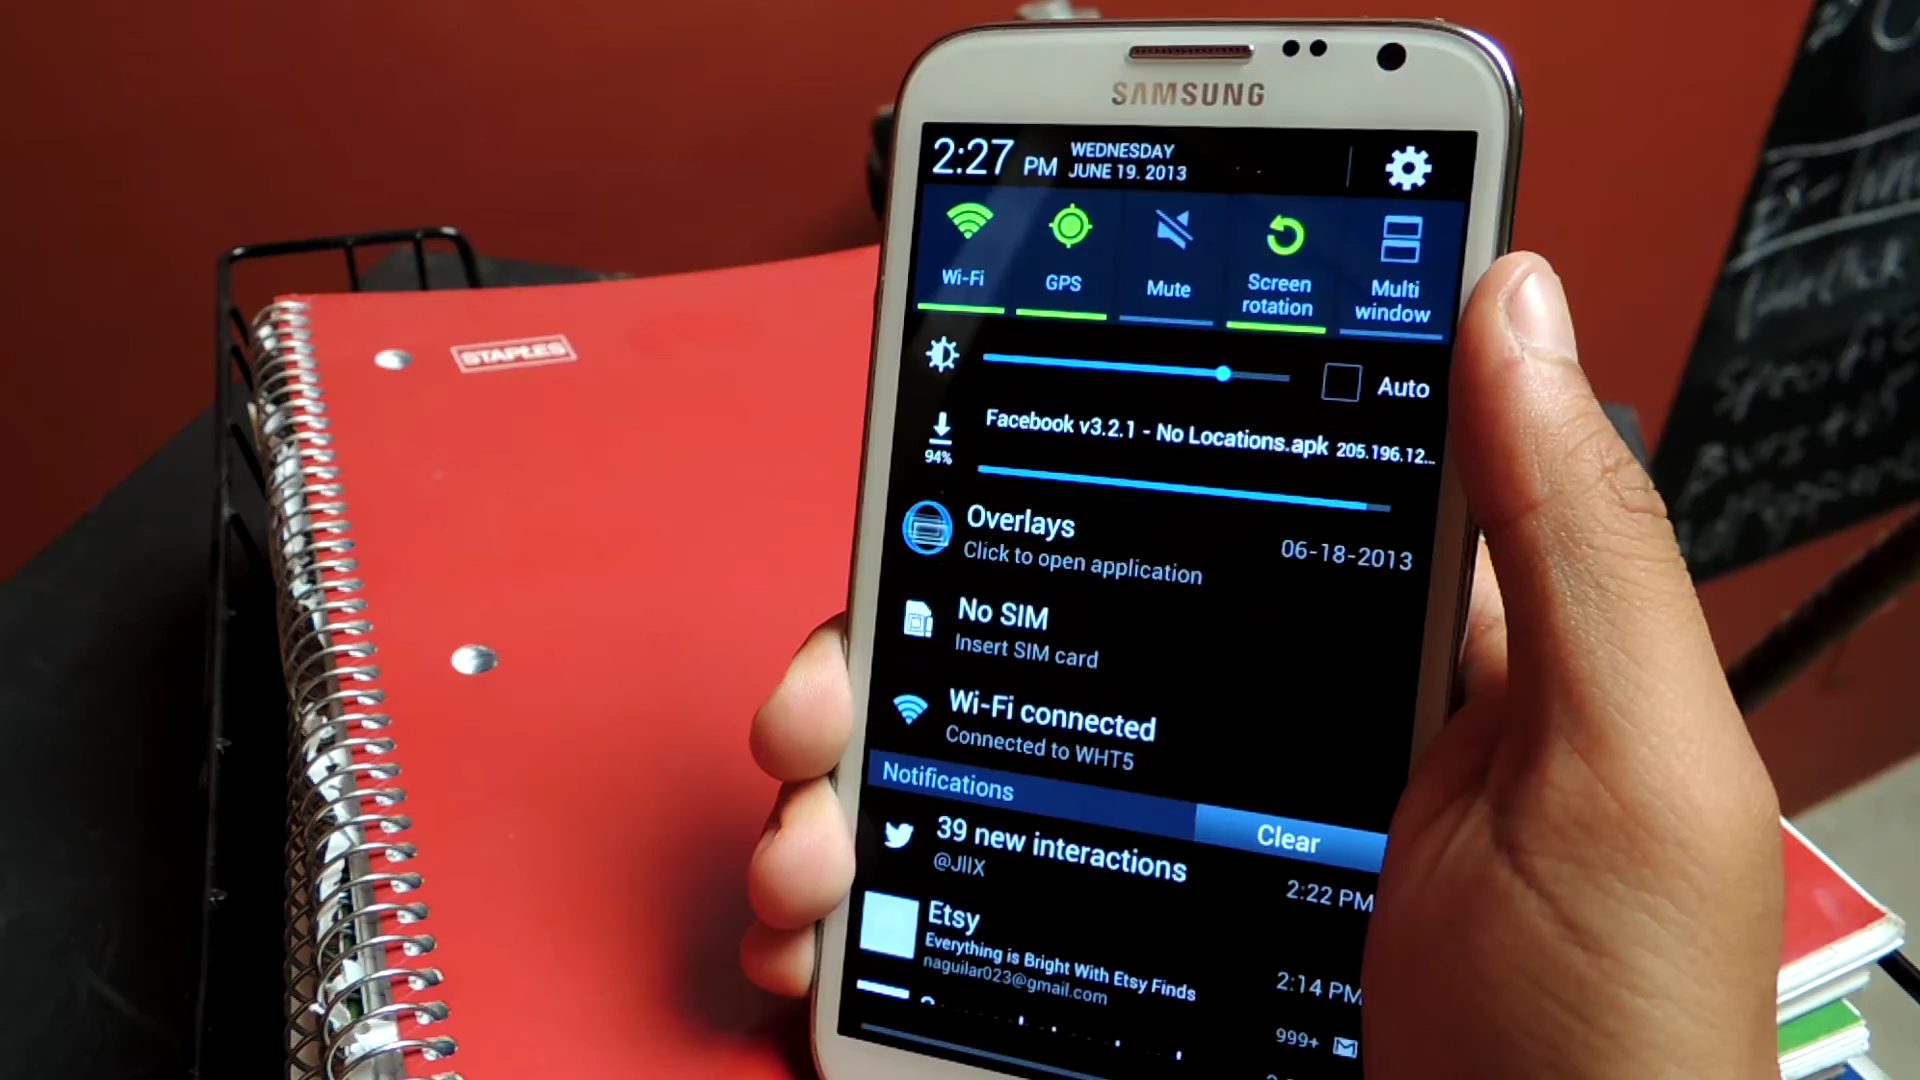 SAMSUNG
2:27 PM
WEDNESDAY
JUNE 19. 2013
Wi-Fi
GPS
Mute
Screen
rotation
Multi
window
Auto
94%
Facebook v3.2.1 - No Locations.apk 205.196.12...
Overlays
Click to open application
06-18-2013
No SIM
Insert SIM card
Wi-Fi connected
Connected to WHT5
Notifications
Clear
39 new interactions
@JIIX
2:22 PM
Etsy
Everything is Bright With Etsy Finds
naguilar023@gmail.com
2:14 PM
999+
STAPLES